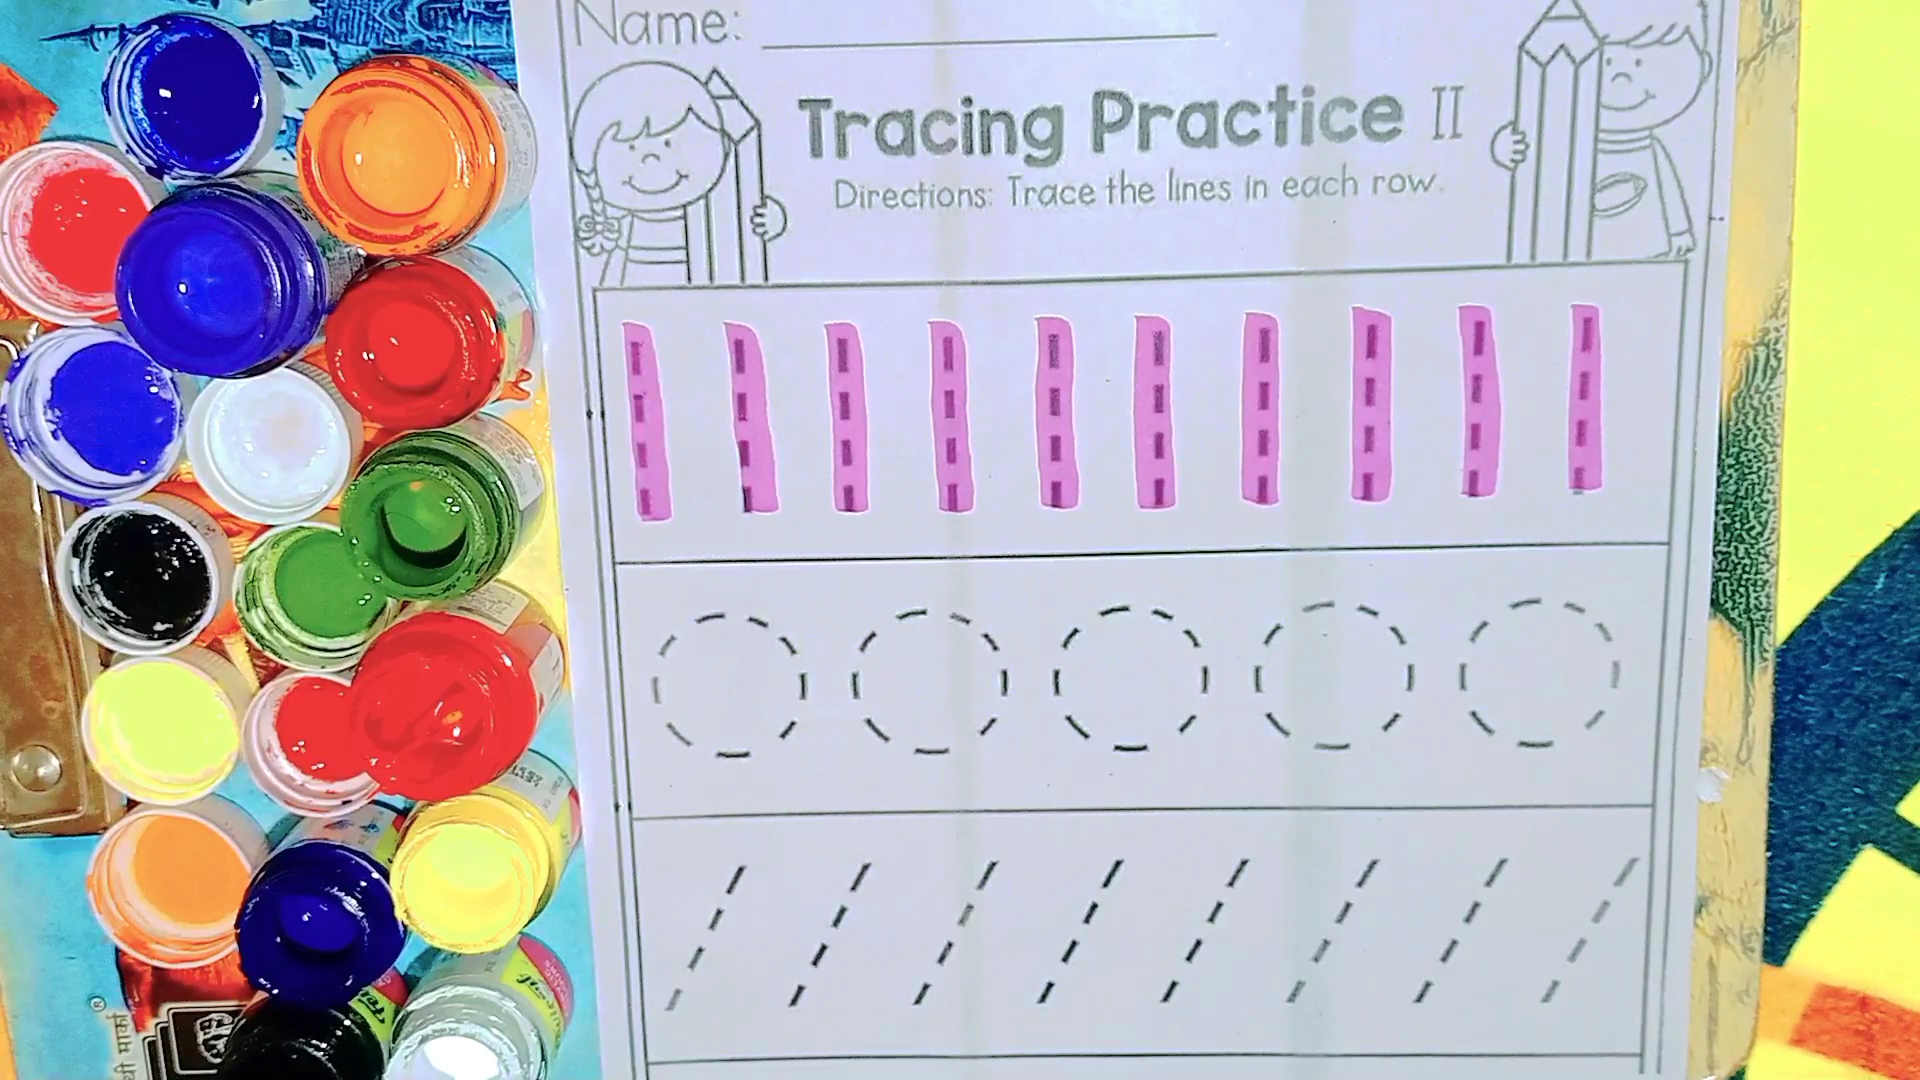 Name:
Tracing Practice II
Directions: Trace the lines in each row.